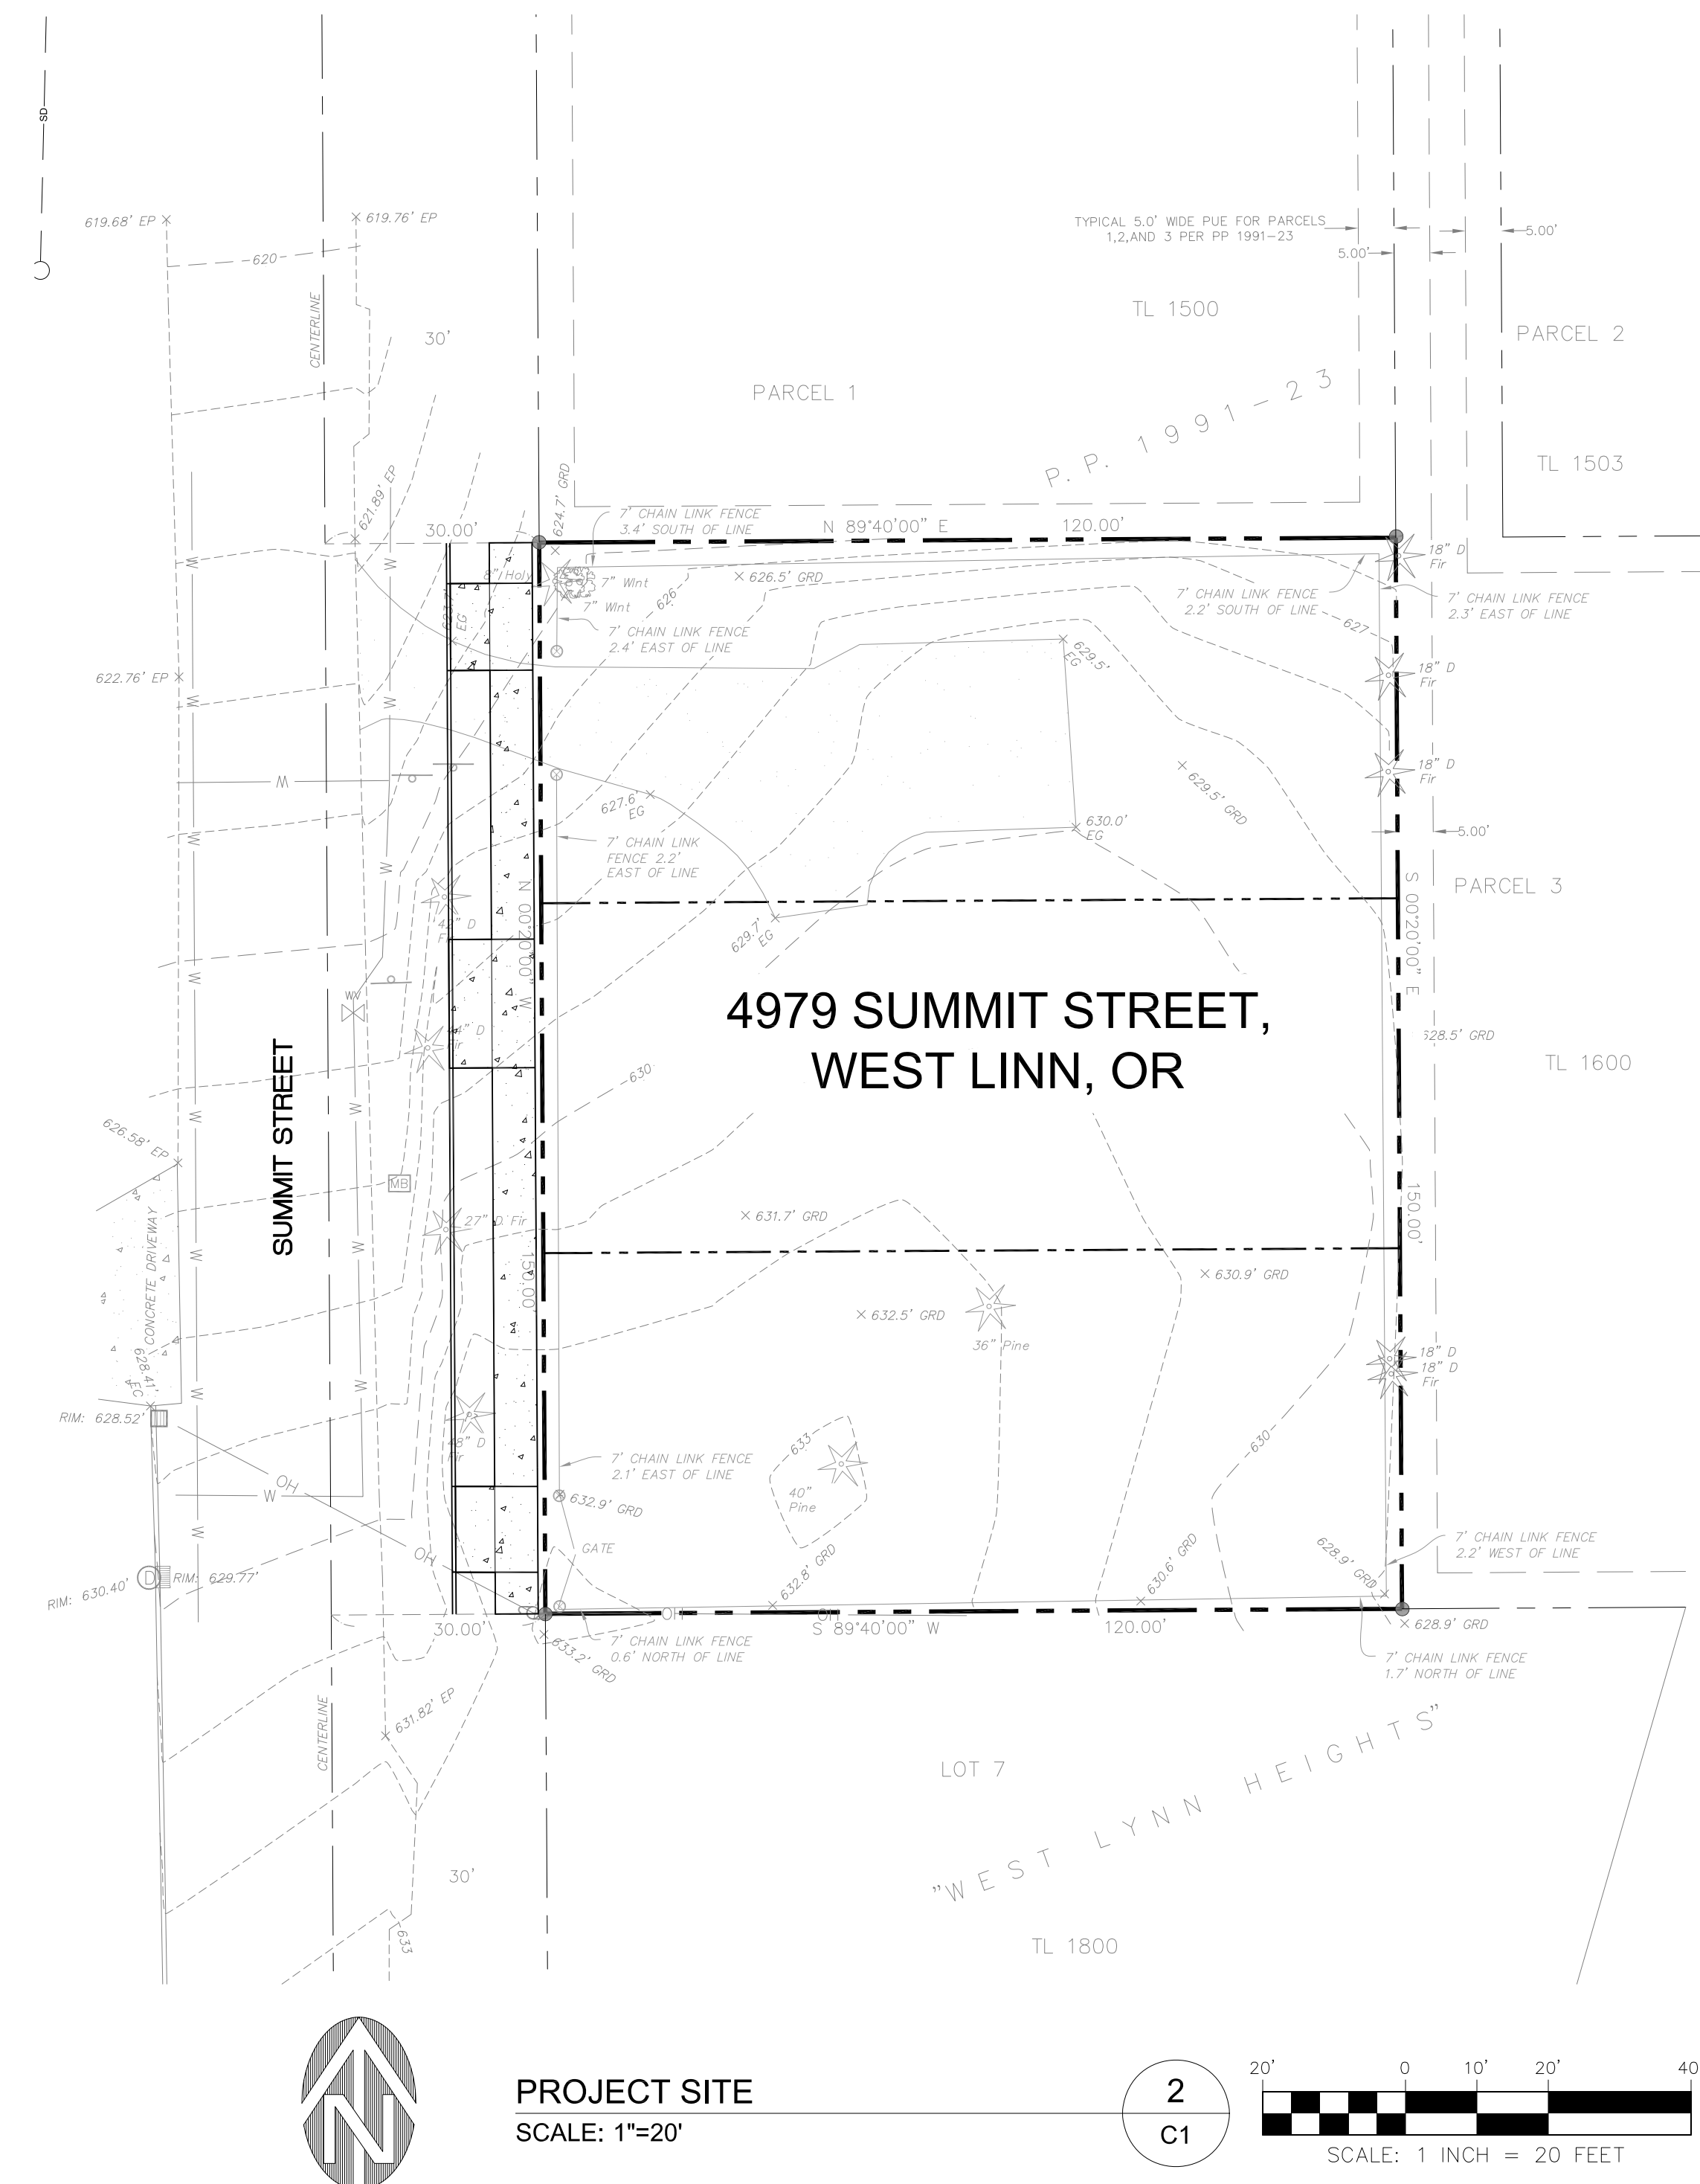 SD
619.68' EP
619.76' EP
TYPICAL 5.0' WIDE PUE FOR PARCELS
1,2,AND 3 PER PP 1991-23
5.00'
5.00'
620
CENTERLINE
30'
TL 1500
PARCEL 2
PARCEL 1
P. P. 1991-23
TL 1503
621.89' EP
30.00'
624.7' GRD
7' CHAIN LINK FENCE
3.4' SOUTH OF LINE
N 89°40'00" E
120.00'
18" D
Fir
W
8" Holy
7" Wlnt
7" Wlnt
626
626.5' GRD
7' CHAIN LINK FENCE
2.2' SOUTH OF LINE
7' CHAIN LINK FENCE
2.3' EAST OF LINE
EG
7' CHAIN LINK FENCE
2.4' EAST OF LINE
627
629.5'
EG
622.76' EP
W
18" D
Fir
W
627.6'
EG
629.5' GRD
18" D
Fir
7' CHAIN LINK
FENCE 2.2'
EAST OF LINE
630.0'
EG
5.00'
W
W
42" D
Fir
N 00°20'00" W
629.7'
EG
S 00°20'00" E
PARCEL 3
W
WV
4979 SUMMIT STREET,
WEST LINN, OR
D
Fir
628.5' GRD
TL 1600
SUMMIT STREET
630
W
W
626.58' EP
MB
27" D. Fir
631.7' GRD
150.00'
W
W
CONCRETE DRIVEWAY
150.00
630.9' GRD
632.5' GRD
36" Pine
18" D
18" D
Fir
628.41'
EC
W
W
RIM: 628.52'
48" D
Fir
633
630
7' CHAIN LINK FENCE
2.1' EAST OF LINE
OH
W
40"
Pine
632.9' GRD
W
GATE
OH
632.8' GRD
630.6' GRD
628.9' GRD
7' CHAIN LINK FENCE
2.2' WEST OF LINE
RIM: 630.40'
D
RIM: 629.77'
OH
OH
30.00'
S 89°40'00" W
120.00'
628.9' GRD
633.2' GRD
7' CHAIN LINK FENCE
0.6' NORTH OF LINE
7' CHAIN LINK FENCE
1.7' NORTH OF LINE
631.82' EP
CENTERLINE
LOT 7
"WEST LYNN HEIGHTS"
30'
633
TL 1800
N
PROJECT SITE
SCALE: 1"=20'
2
C1
20' 0 10' 20' 40
SCALE: 1 INCH = 20 FEET